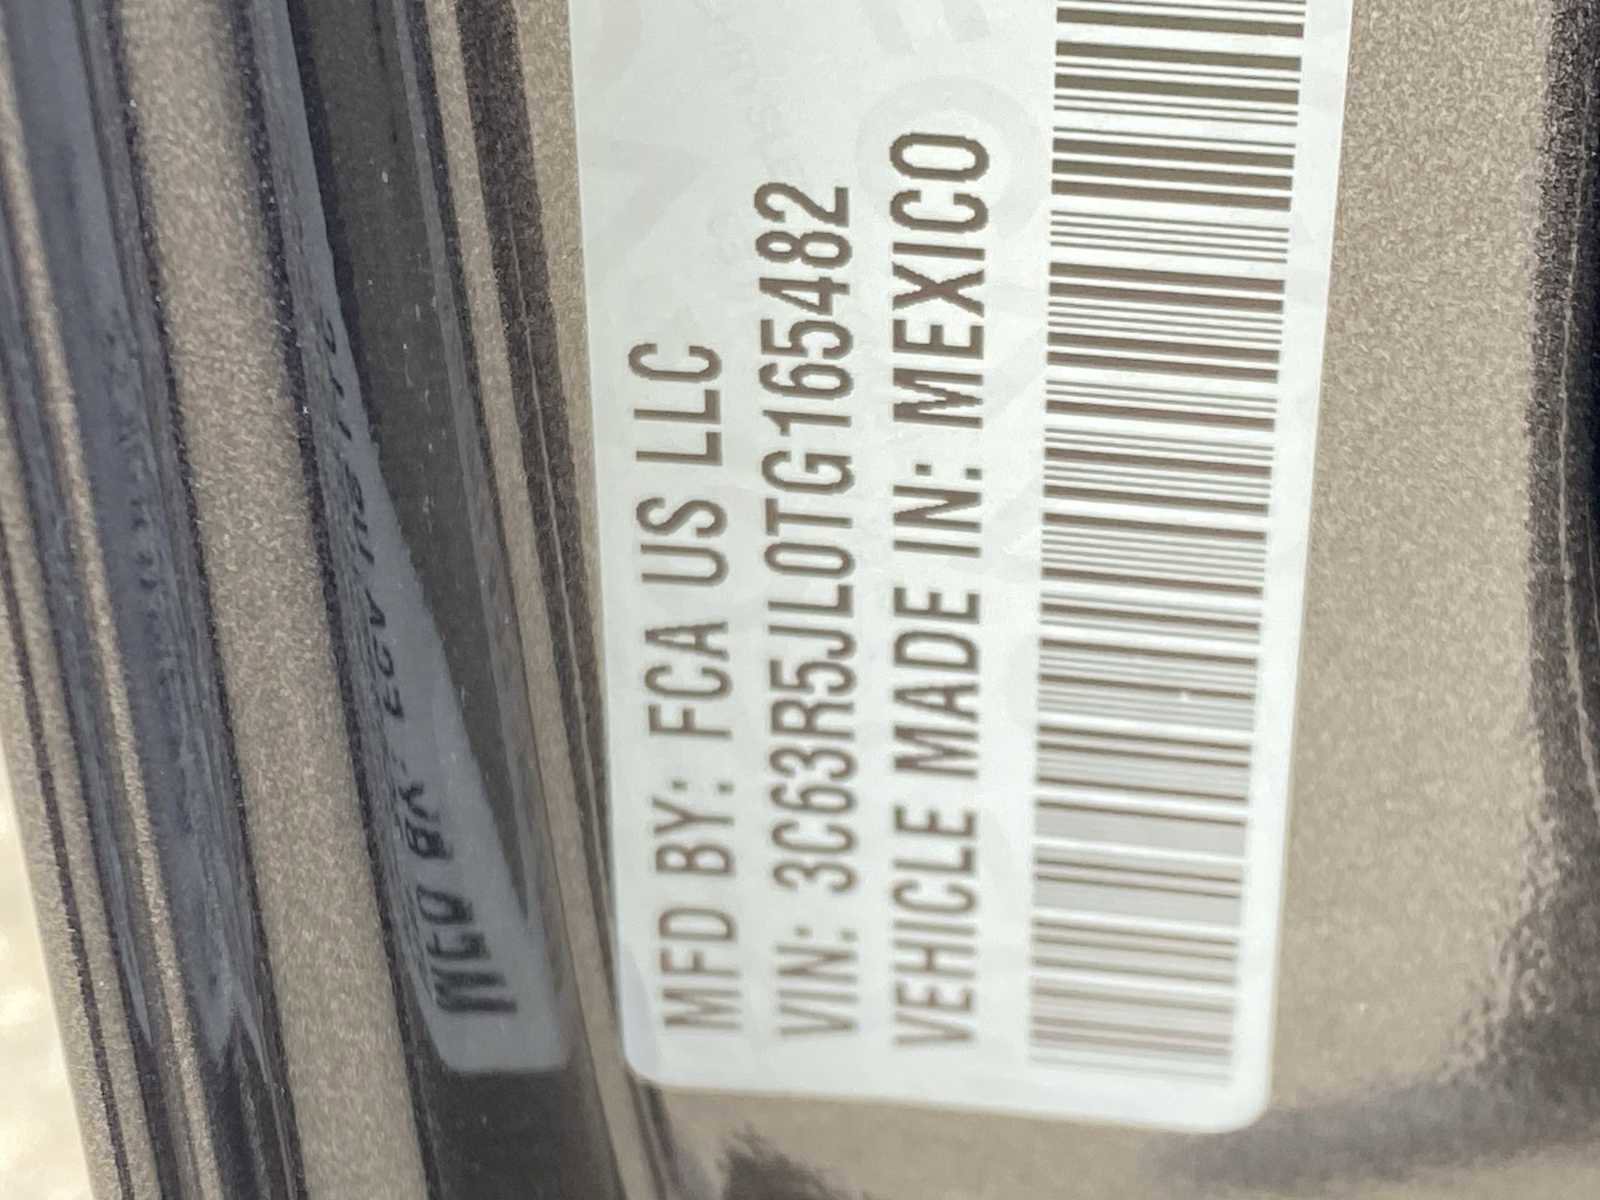 MFD BY: FCA US LLC
VIN: 3C63R5JL0TG165482
VEHICLE MADE IN: MEXICO